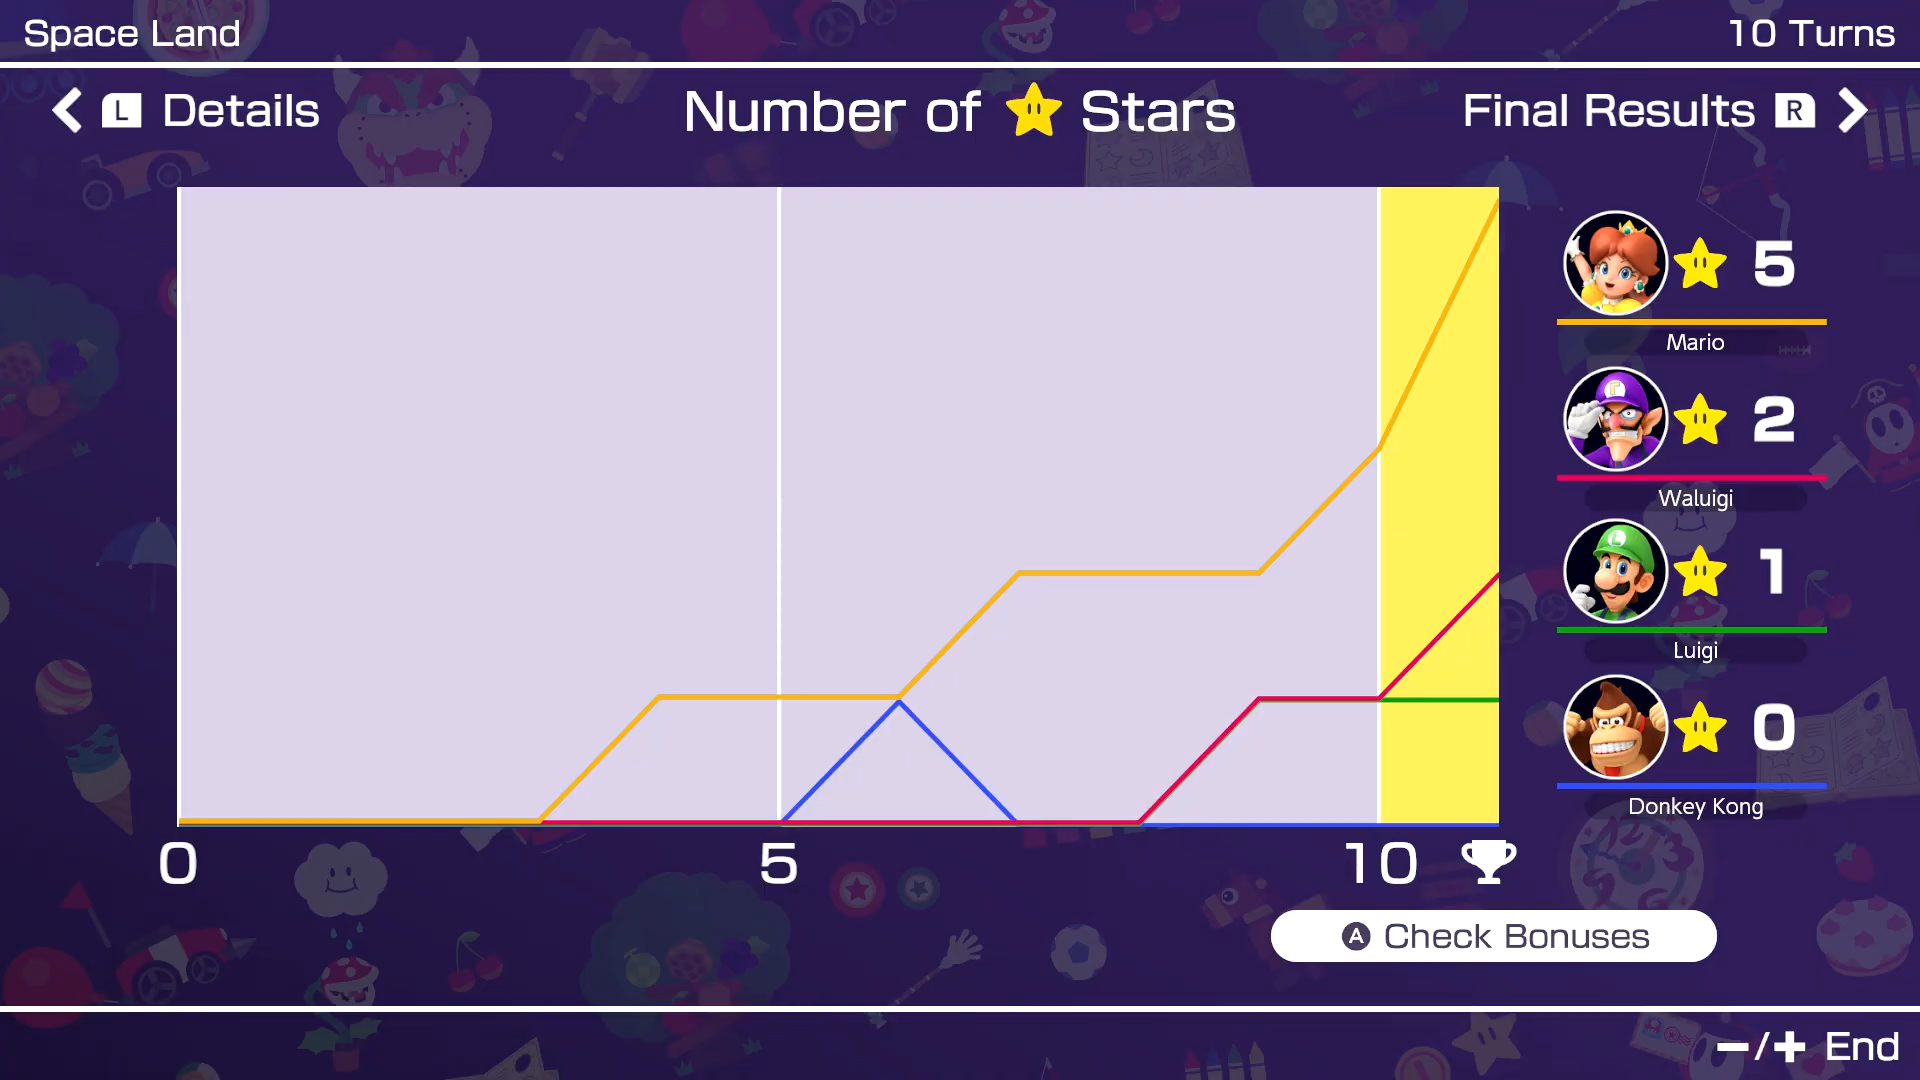 Space Land
10 Turns
L Details
Number of Stars
Final Results R
5
Mario
2
Waluigi
1
Luigi
0
Donkey Kong
0 5 10
A Check Bonuses
-/+ End